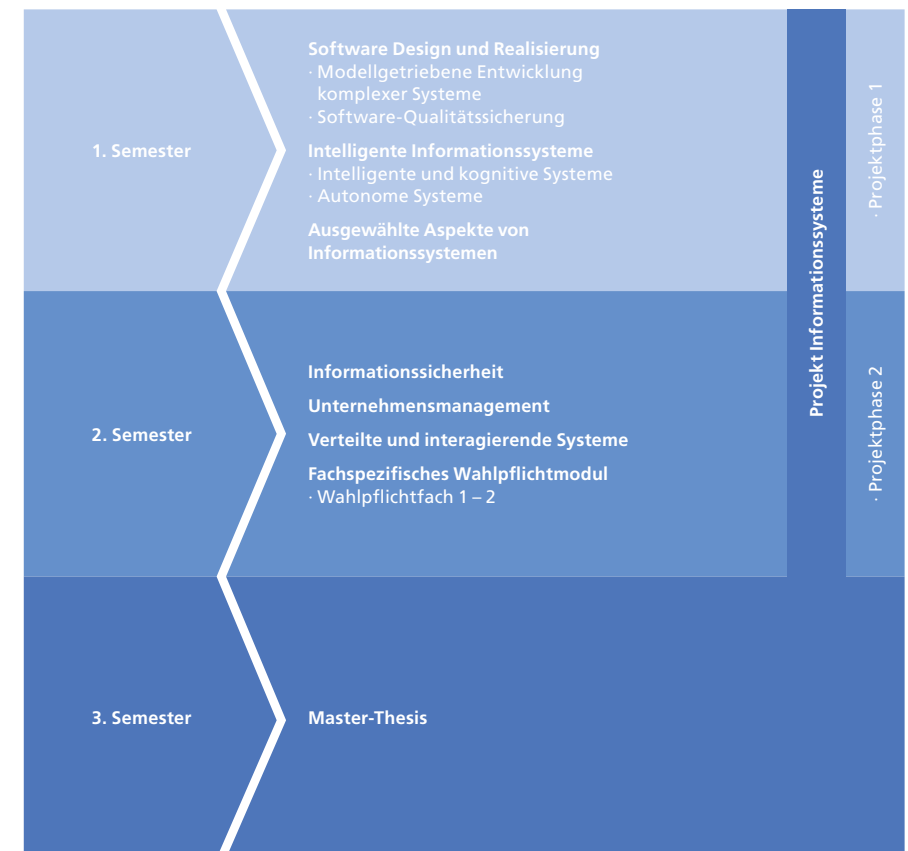 1. Semester
Software Design und Realisierung
· Modellgetriebene Entwicklung
komplexer Systeme
· Software-Qualitätssicherung
Intelligente Informationssysteme
· Intelligente und kognitive Systeme
· Autonome Systeme
Ausgewählte Aspekte von
Informationssystemen
Projekt Informationssysteme
· Projektphase 1
2. Semester
Informationssicherheit
Unternehmensmanagement
Verteilte und interagierende Systeme
Fachspezifisches Wahlpflichtmodul
· Wahlpflichtfach 1 – 2
· Projektphase 2
3. Semester
Master-Thesis